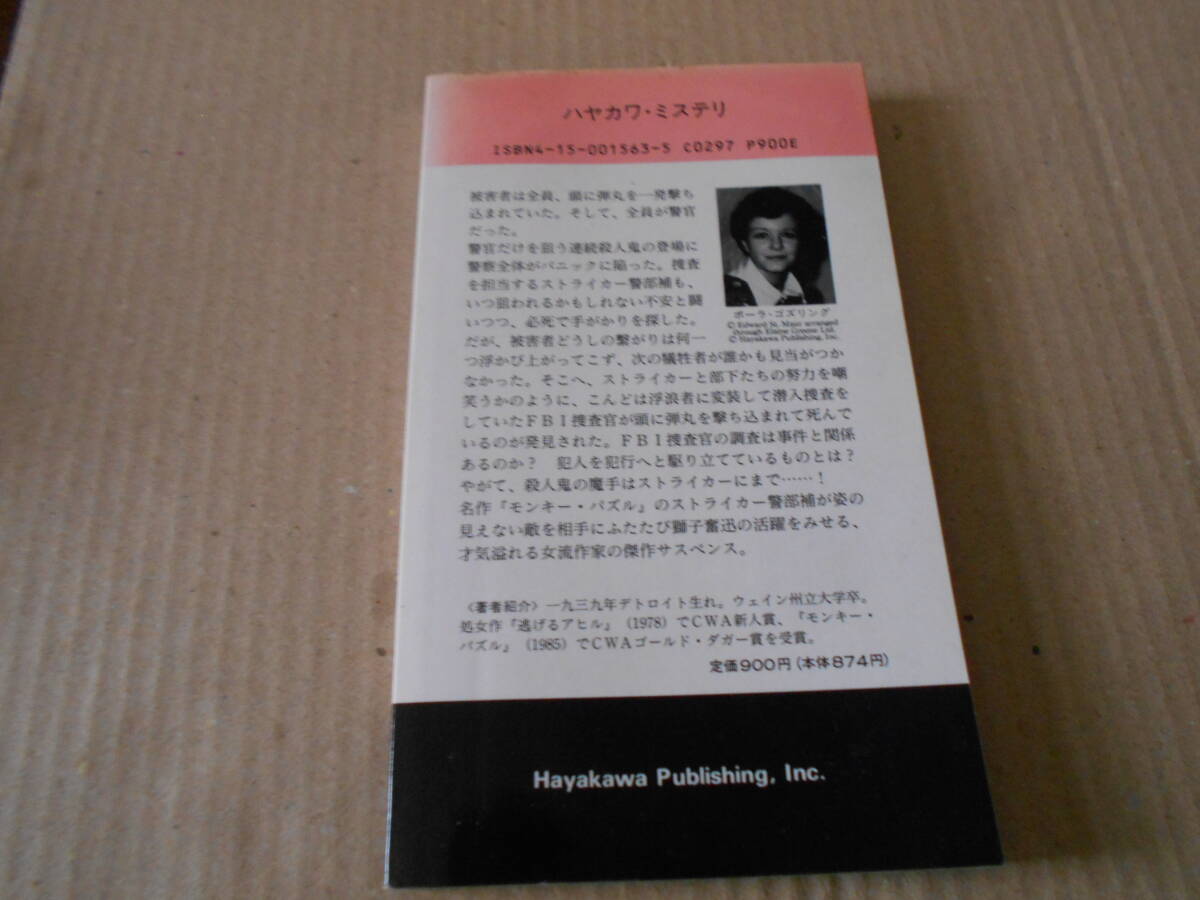 ハヤカワ・ミステリ
ISBN4-15-001563-5 C0297 P900E
被害者は全員、頭に弾丸を一発撃ち
込まれていた。そして、全員が警官
だった。
警官だけを狙う連続殺人鬼の登場に
警察全体がパニックに陥った。捜査
を担当するストライカー警部補も、
いつ狙われるかもしれない不安と闘
いつつ、必死で手がかりを探した。
だが、被害者どうしの繋がりは何一
つ浮かび上がってこず、次の犠牲者が誰かも見当がつか
なかった。そこへ、ストライカーと部下たちの努力を嘲
笑うかのように、こんどは浮浪者に変装して潜入捜査を
していたＦＢＩ捜査官が頭に弾丸を撃ち込まれて死んで
いるのが発見された。ＦＢＩ捜査官の調査は事件と関係
あるのか？　犯人を犯行へと駆り立てているものとは？
やがて、殺人鬼の魔手はストライカーにまで……！
名作『モンキー・パズル』のストライカー警部補が姿の
見えない敵を相手にふたたび獅子奮迅の活躍をみせる、
才気溢れる女流作家の傑作サスペンス。
ポーラ・ゴズリング
© Edward St. Maur arranged
through Elaine Greene Ltd.
© Hayakawa Publishing, Inc.
〈著者紹介〉一九三九年デトロイト生れ。ウェイン州立大学卒。
処女作『逃げるアヒル』（1978）でＣＷＡ新人賞、『モンキー・
パズル』（1985）でＣＷＡゴールド・ダガー賞を受賞。
定価900円（本体874円）
Hayakawa Publishing, Inc.